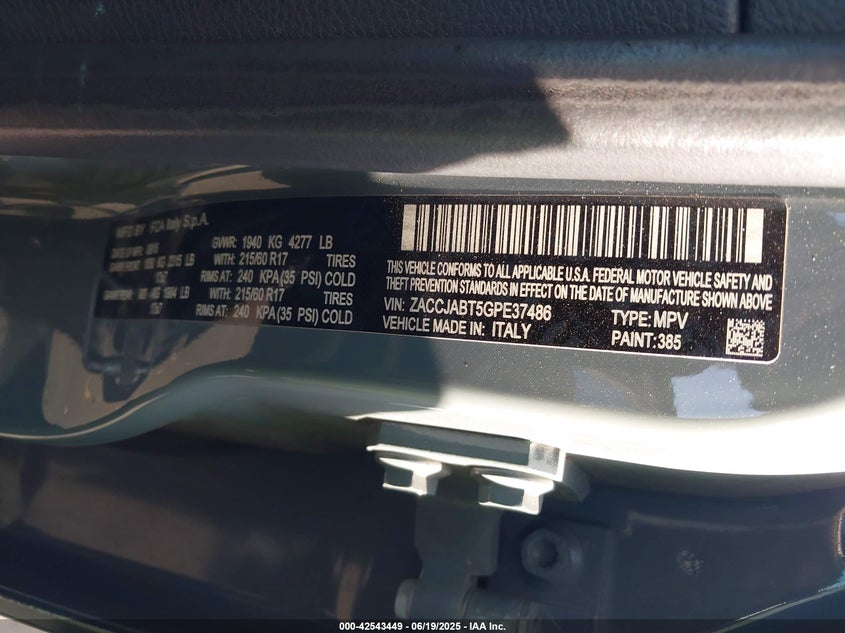 MFD BY FCA Italy S.p.A.
GVWR: 1940 KG 4277 LB
WITH: 215/60 R17 TIRES
RIMS AT: 240 KPA (35 PSI) COLD
WITH: 215/60 R17 TIRES
RIMS AT: 240 KPA (35 PSI) COLD
THIS VEHICLE CONFORMS TO ALL APPLICABLE U.S.A. FEDERAL MOTOR VEHICLE SAFETY AND
THEFT PREVENTION STANDARDS IN EFFECT ON THE DATE OF MANUFACTURE SHOWN ABOVE
VIN: ZACCJABT5GPE37486 TYPE: MPV
VEHICLE MADE IN: ITALY PAINT:385
000-42543449 - 06/19/2025 - IAA Inc.